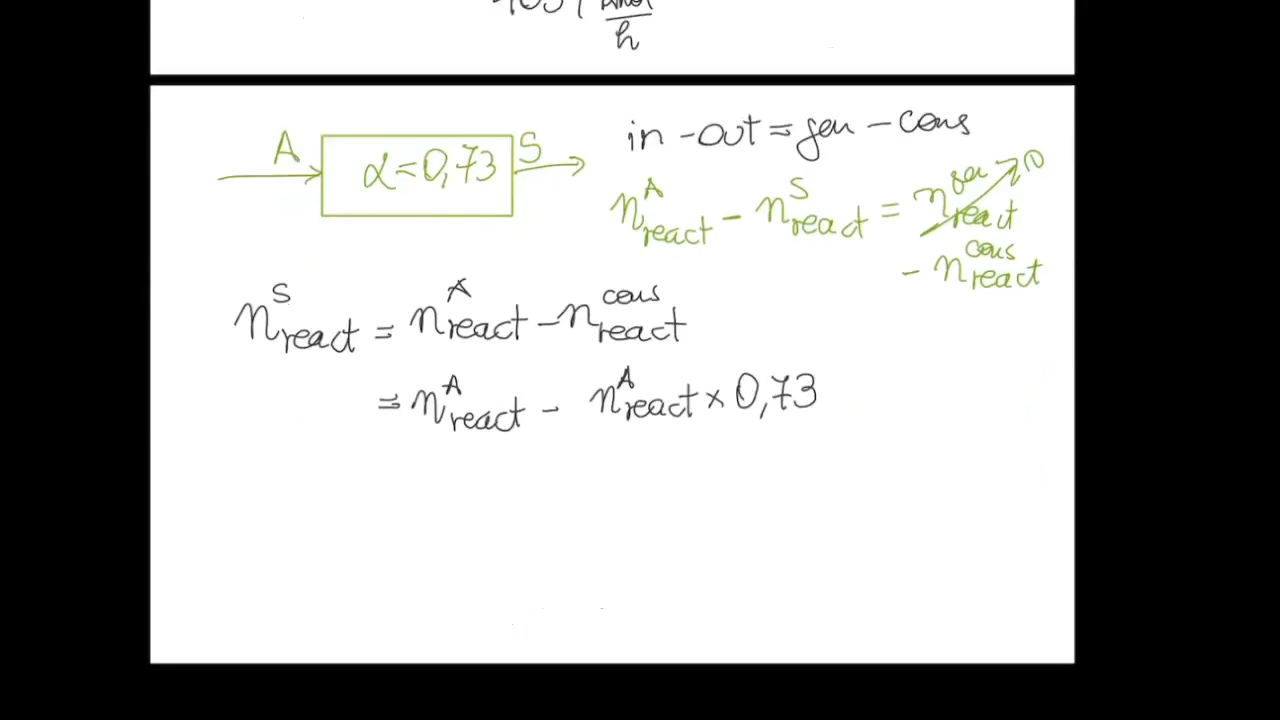 h
A α=0,73 S
in - out = gen - cons
n^A_react - n^S_react = n^gen_react → 0
- n^cons_react
n^S_react = n^A_react - n^cons_react
= n^A_react - n^A_react × 0,73